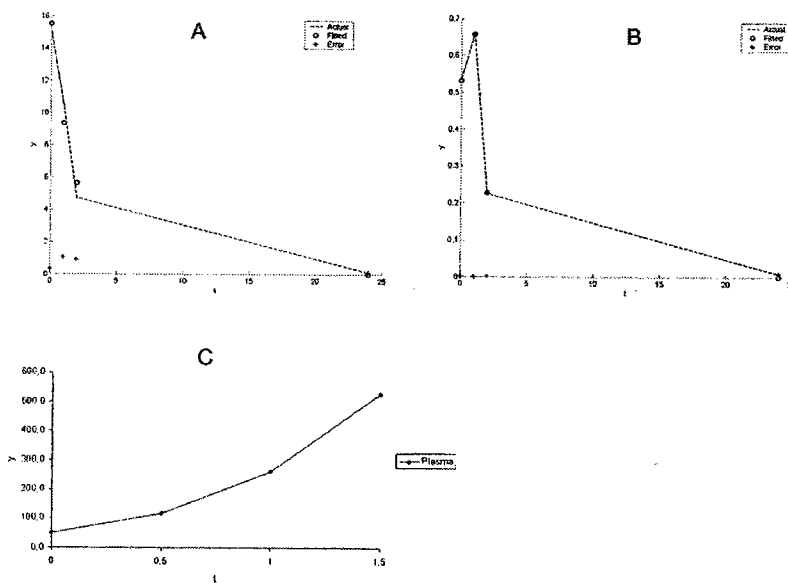 A
16
14
12
10
8
6
4
2
0
y
0 5 10 15 20 25
t
Actual
Fitted
Error
B
0.7
0.6
0.5
0.4
0.3
0.2
0.1
0
y
0 5 10 15 20
t
Actual
Fitted
Error
C
600,0
500,0
400,0
300,0
200,0
100,0
0,0
y
0 0,5 1 1,5
t
Plasma